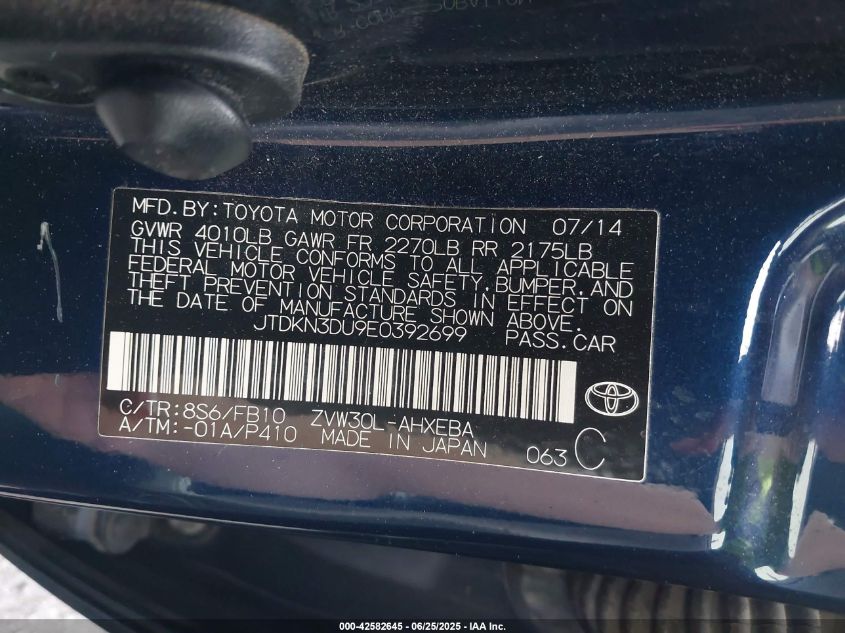 MFD.BY:TOYOTA MOTOR CORPORATION 07/14
GVWR 4010LB GAWR FR 2270LB RR 2175LB
THIS VEHICLE CONFORMS TO ALL APPLICABLE
FEDERAL MOTOR VEHICLE SAFETY,BUMPER,AND
THEFT PREVENTION STANDARDS IN EFFECT ON
THE DATE OF MANUFACTURE SHOWN ABOVE.
JTDKN3DU9E0392699 PASS.CAR
C/TR:8S6/FB10 ZVW30L-AHXEBA
A/TM:-01A/P410 MADE IN JAPAN 063 C
000-42582645 - 06/25/2025 - IAA Inc.